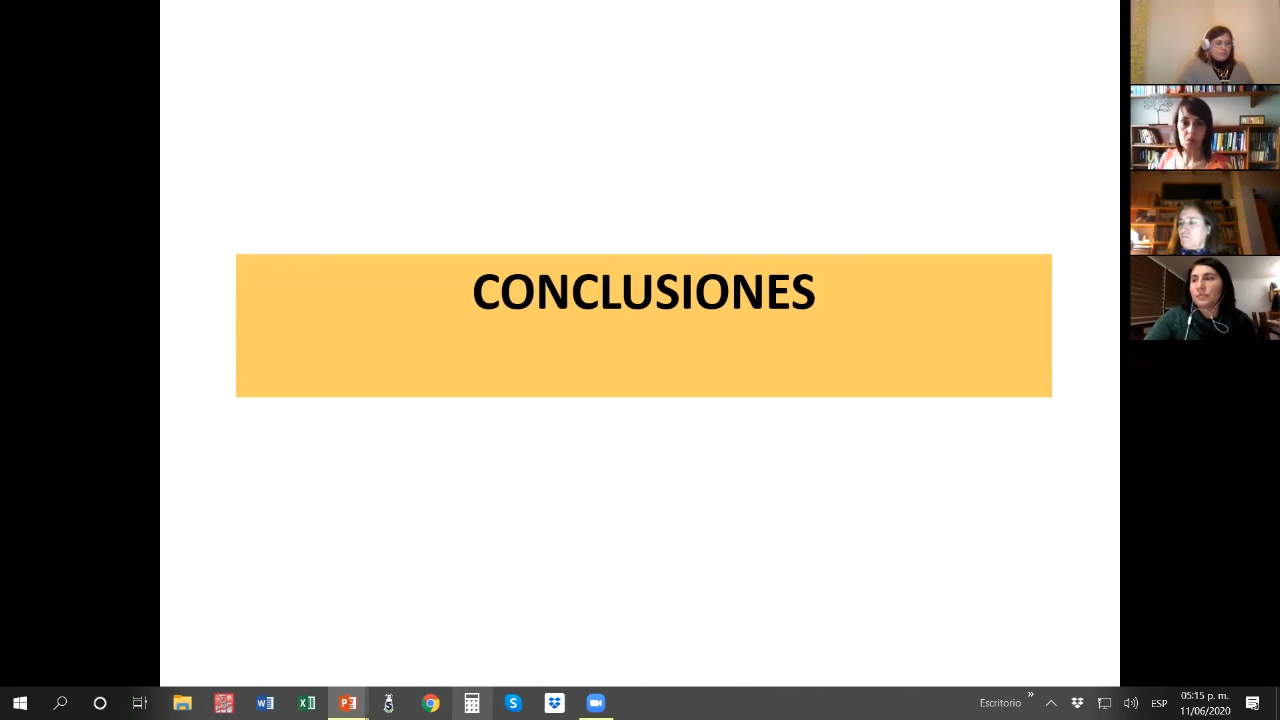 CONCLUSIONES
Escritorio
»
ESP
05:15 p. m.
11/06/2020